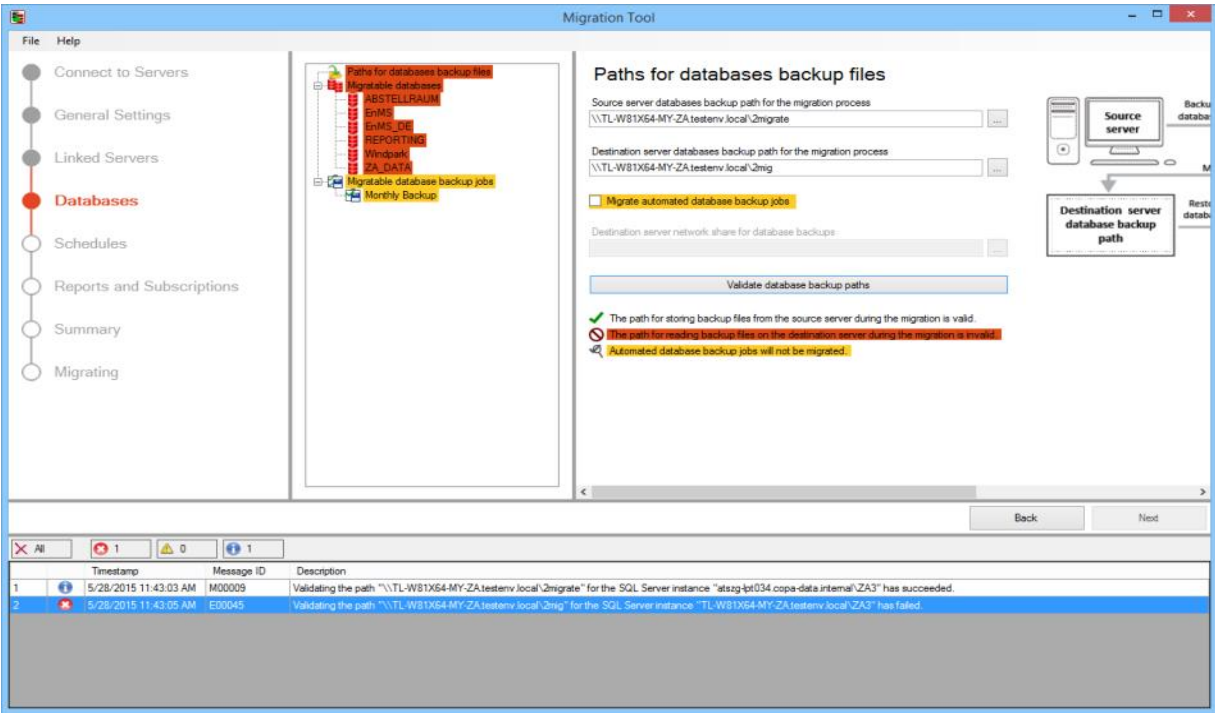 Migration Tool
File Help
Connect to Servers
General Settings
Linked Servers
Databases
Schedules
Reports and Subscriptions
Summary
Migrating
Paths for databases backup files
Migratable databases
ABSTELLRAUM
EnMS
EnMS_DE
REPORTING
Windpark
ZA_DATA
Migratable database backup jobs
Monthly Backup
Paths for databases backup files
Source server databases backup path for the migration process
\\TL-W81X64-MY-ZA.testenv.local\2migrate
...
Destination server databases backup path for the migration process
\\TL-W81X64-MY-ZA.testenv.local\2mig
...
Migrate automated database backup jobs
Destination server network share for database backups
...
Validate database backup paths
The path for storing backup files from the source server during the migration is valid.
The path for reading backup files on the destination server during the migration is invalid.
Automated database backup jobs will not be migrated.
Source
server
Backu
databa
M
Destination server
database backup
path
Resto
datab
Back Next
All 1 0 1
Timestamp Message ID Description
1 5/28/2015 11:43:03 AM M00009 Validating the path "\\TL-W81X64-MY-ZA.testenv.local\2migrate" for the SQL Server instance "atszg-lpt034.copa-data.internal\ZA3" has succeeded.
2 5/28/2015 11:43:05 AM E00045 Validating the path "\\TL-W81X64-MY-ZA.testenv.local\2mig" for the SQL Server instance "TL-W81X64-MY-ZA.testenv.local\ZA3" has failed.